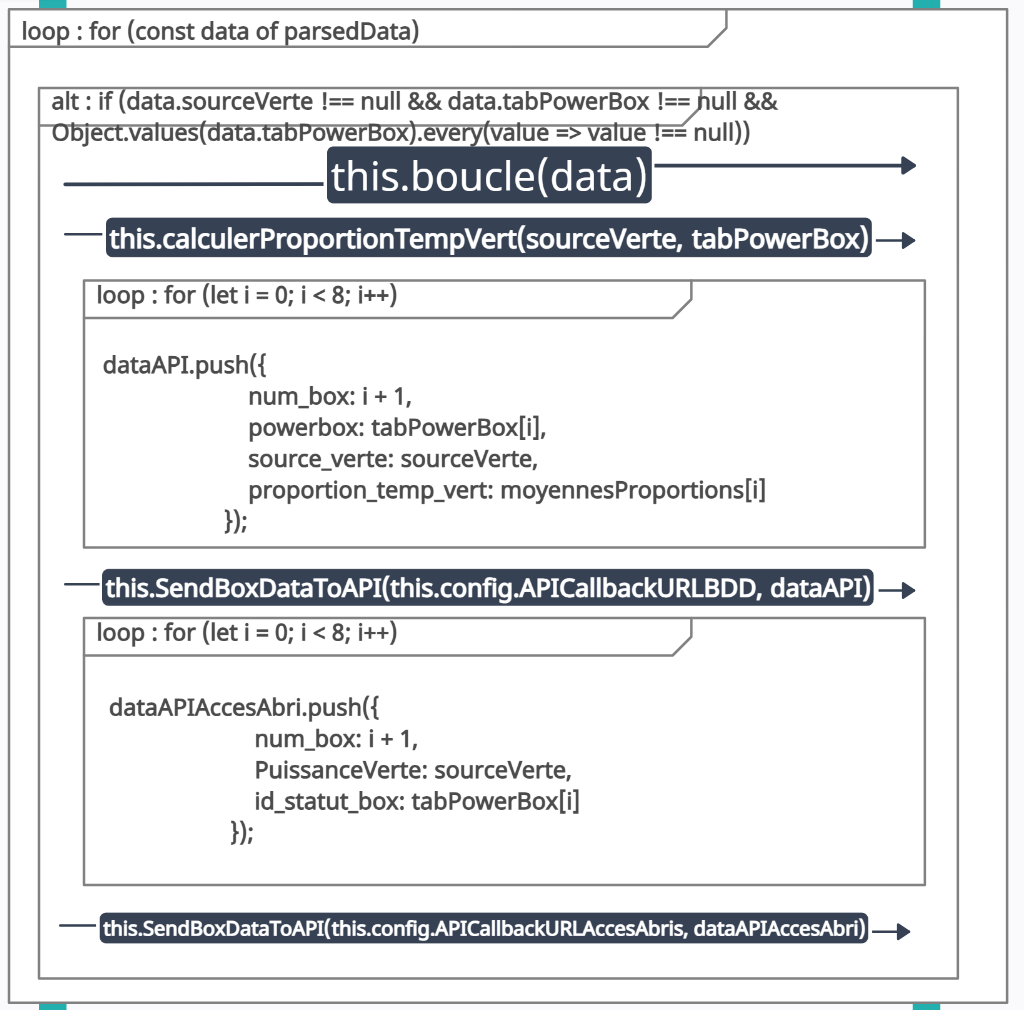 loop : for (const data of parsedData)
alt : if (data.sourceVerte !== null && data.tabPowerBox !== null &&
Object.values(data.tabPowerBox).every(value => value !== null))
this.boucle(data)
this.calculerProportionTempVert(sourceVerte, tabPowerBox)
loop : for (let i = 0; i < 8; i++)
dataAPI.push({
num_box: i + 1,
powerbox: tabPowerBox[i],
source_verte: sourceVerte,
proportion_temp_vert: moyennesProportions[i]
});
this.SendBoxDataToAPI(this.config.APICallbackURLBDD, dataAPI)
loop : for (let i = 0; i < 8; i++)
dataAPIAccesAbri.push({
num_box: i + 1,
PuissanceVerte: sourceVerte,
id_statut_box: tabPowerBox[i]
});
this.SendBoxDataToAPI(this.config.APICallbackURLAccesAbris, dataAPIAccesAbri)